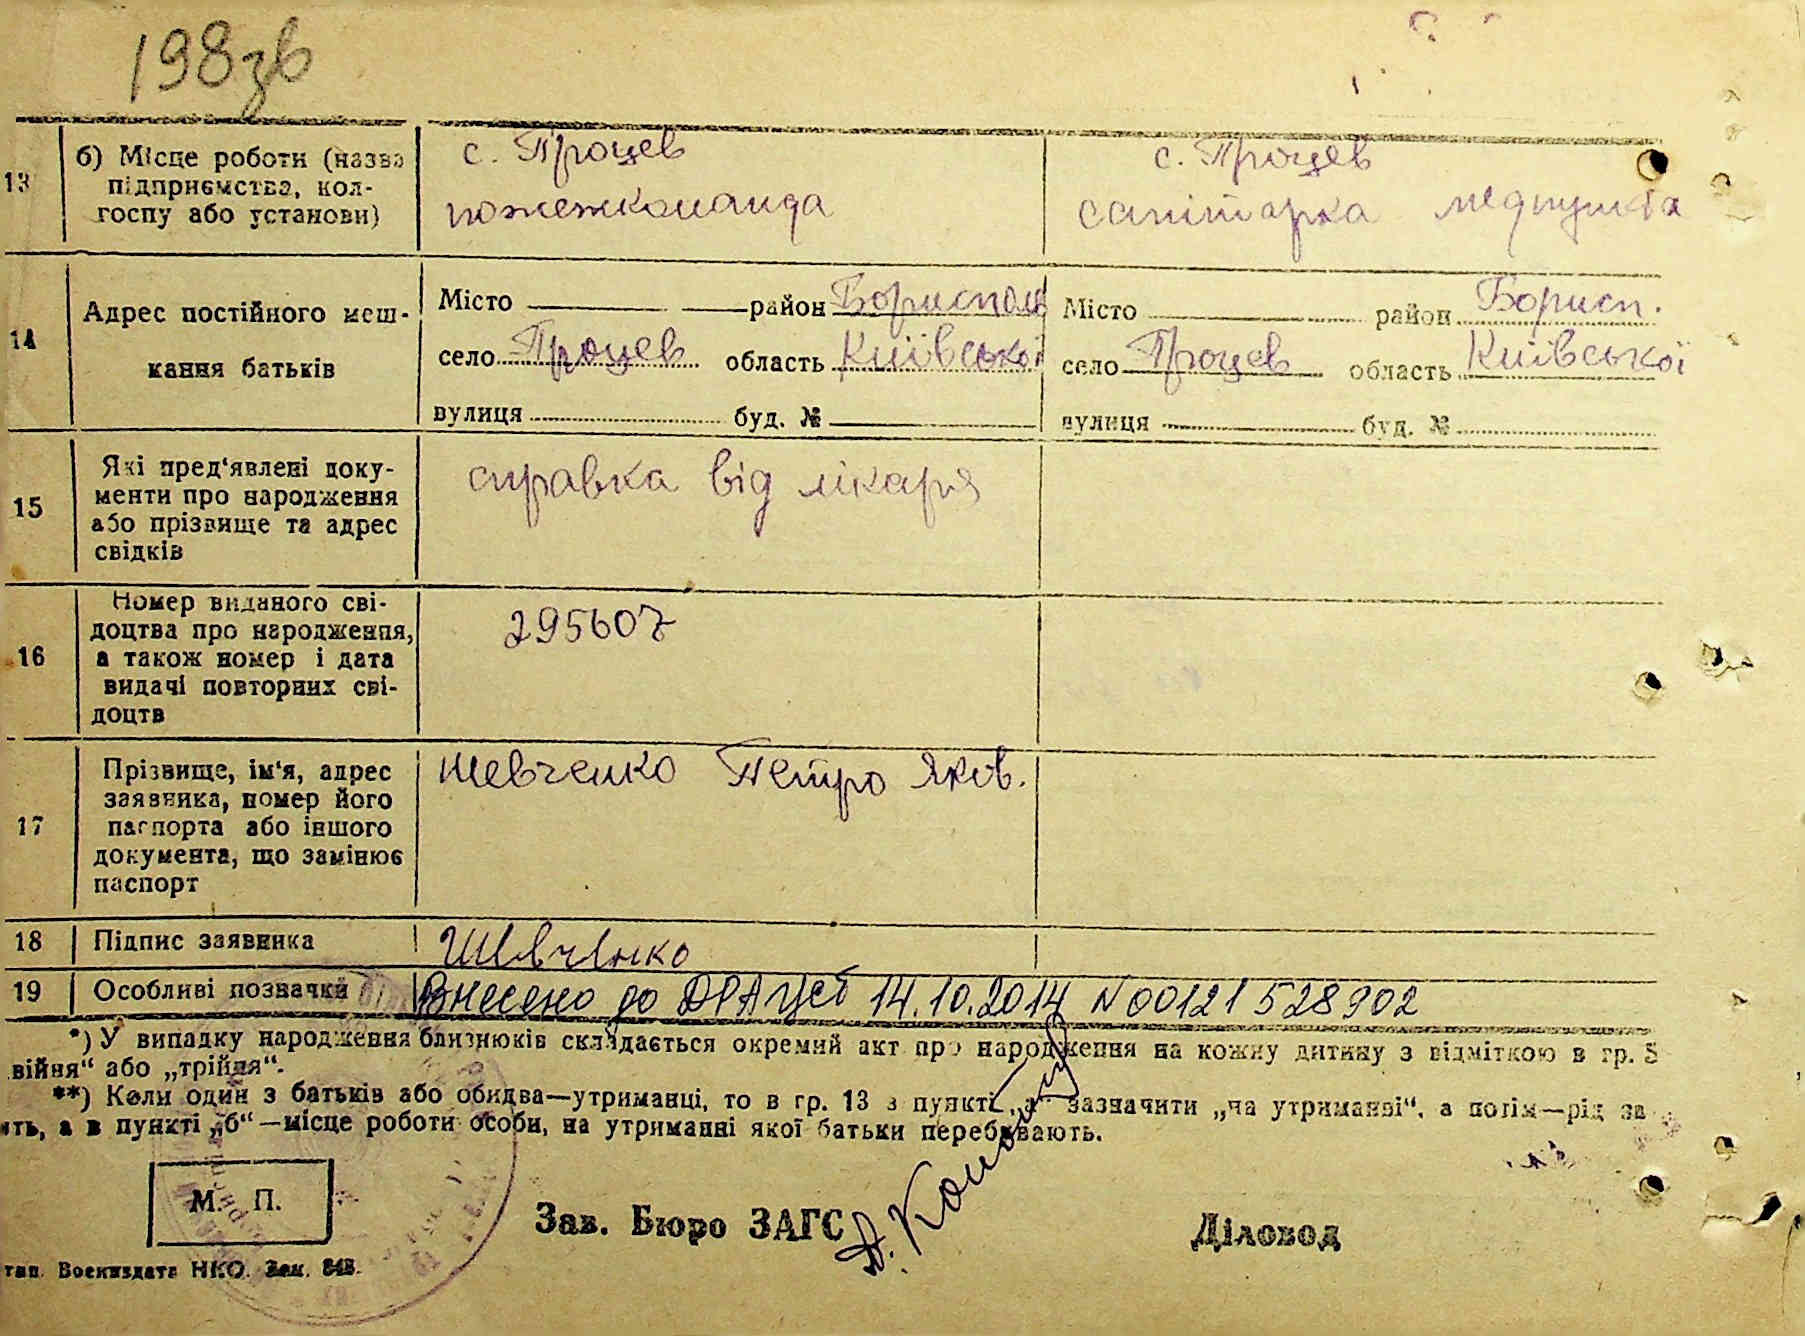 198зв
13 б) Місце роботи (назва
підприємства, кол-
госпу або установи)
с. Процев
пожежкоманда
с. Процев
санітарка медпункта
14 Адрес постійного меш-
кання батьків
Місто район Бориспол
село Процев область Київської
вулиця буд. №
Місто район Борисп.
село Процев область Київської
вулиця буд. №
15 Які пред'явлені доку-
менти про народження
або прізвище та адрес
свідків
справка від лікаря
16 Номер виданого сві-
доцтва про народження,
а також номер і дата
видачі повторних сві-
доцтв
295607
17 Прізвище, ім'я, адрес
заявника, номер його
паспорта або іншого
документа, що замінює
паспорт
Шевченко Петро Яков.
18 Підпис заявника
Шевченко
19 Особливі позначки
Внесено до ДРАЦСГ 14.10.2014 N 00121528902
*) У випадку народження близнюків складається окремий акт про народження на кожну дитину з відміткою в гр. 5
війня“ або „трійня“.
**) Коли один з батьків або обидва—утриманці, то в гр. 13 в пункті „а“ зазначити „на утриманні“, а потім—рід за
ять, а в пункті „б“—місце роботи особи, на утриманні якої батьки перебувають.
М. П.
Зав. Бюро ЗАГС
Діловод
тип. Воениздата НКО. Зам. 848.